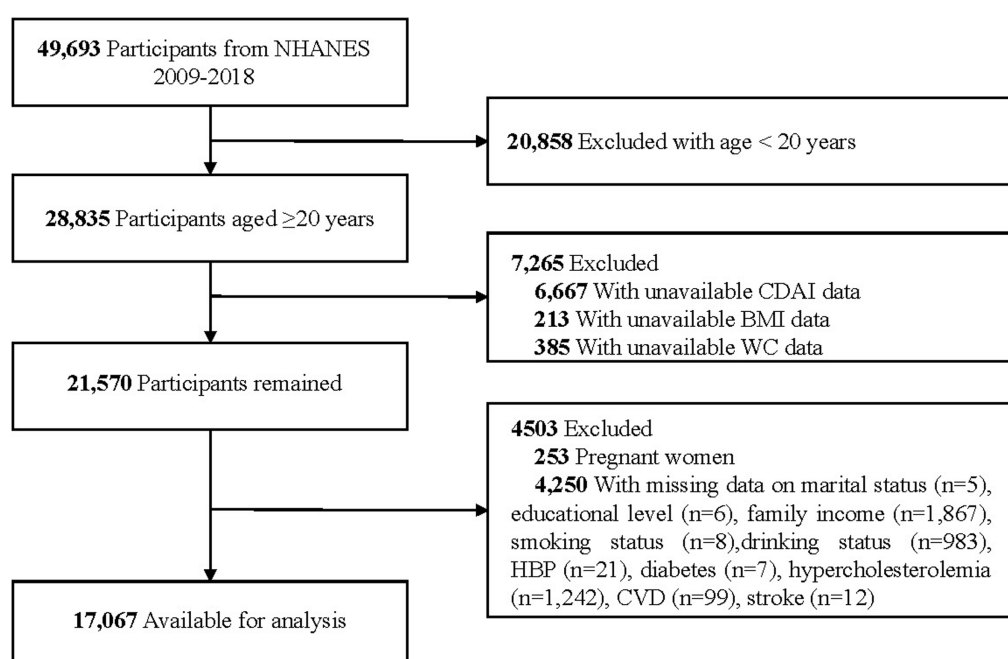 49,693 Participants from NHANES
2009-2018
20,858 Excluded with age < 20 years
28,835 Participants aged ≥20 years
7,265 Excluded
6,667 With unavailable CDAI data
213 With unavailable BMI data
385 With unavailable WC data
21,570 Participants remained
4503 Excluded
253 Pregnant women
4,250 With missing data on marital status (n=5),
educational level (n=6), family income (n=1,867),
smoking status (n=8),drinking status (n=983),
HBP (n=21), diabetes (n=7), hypercholesterolemia
(n=1,242), CVD (n=99), stroke (n=12)
17,067 Available for analysis